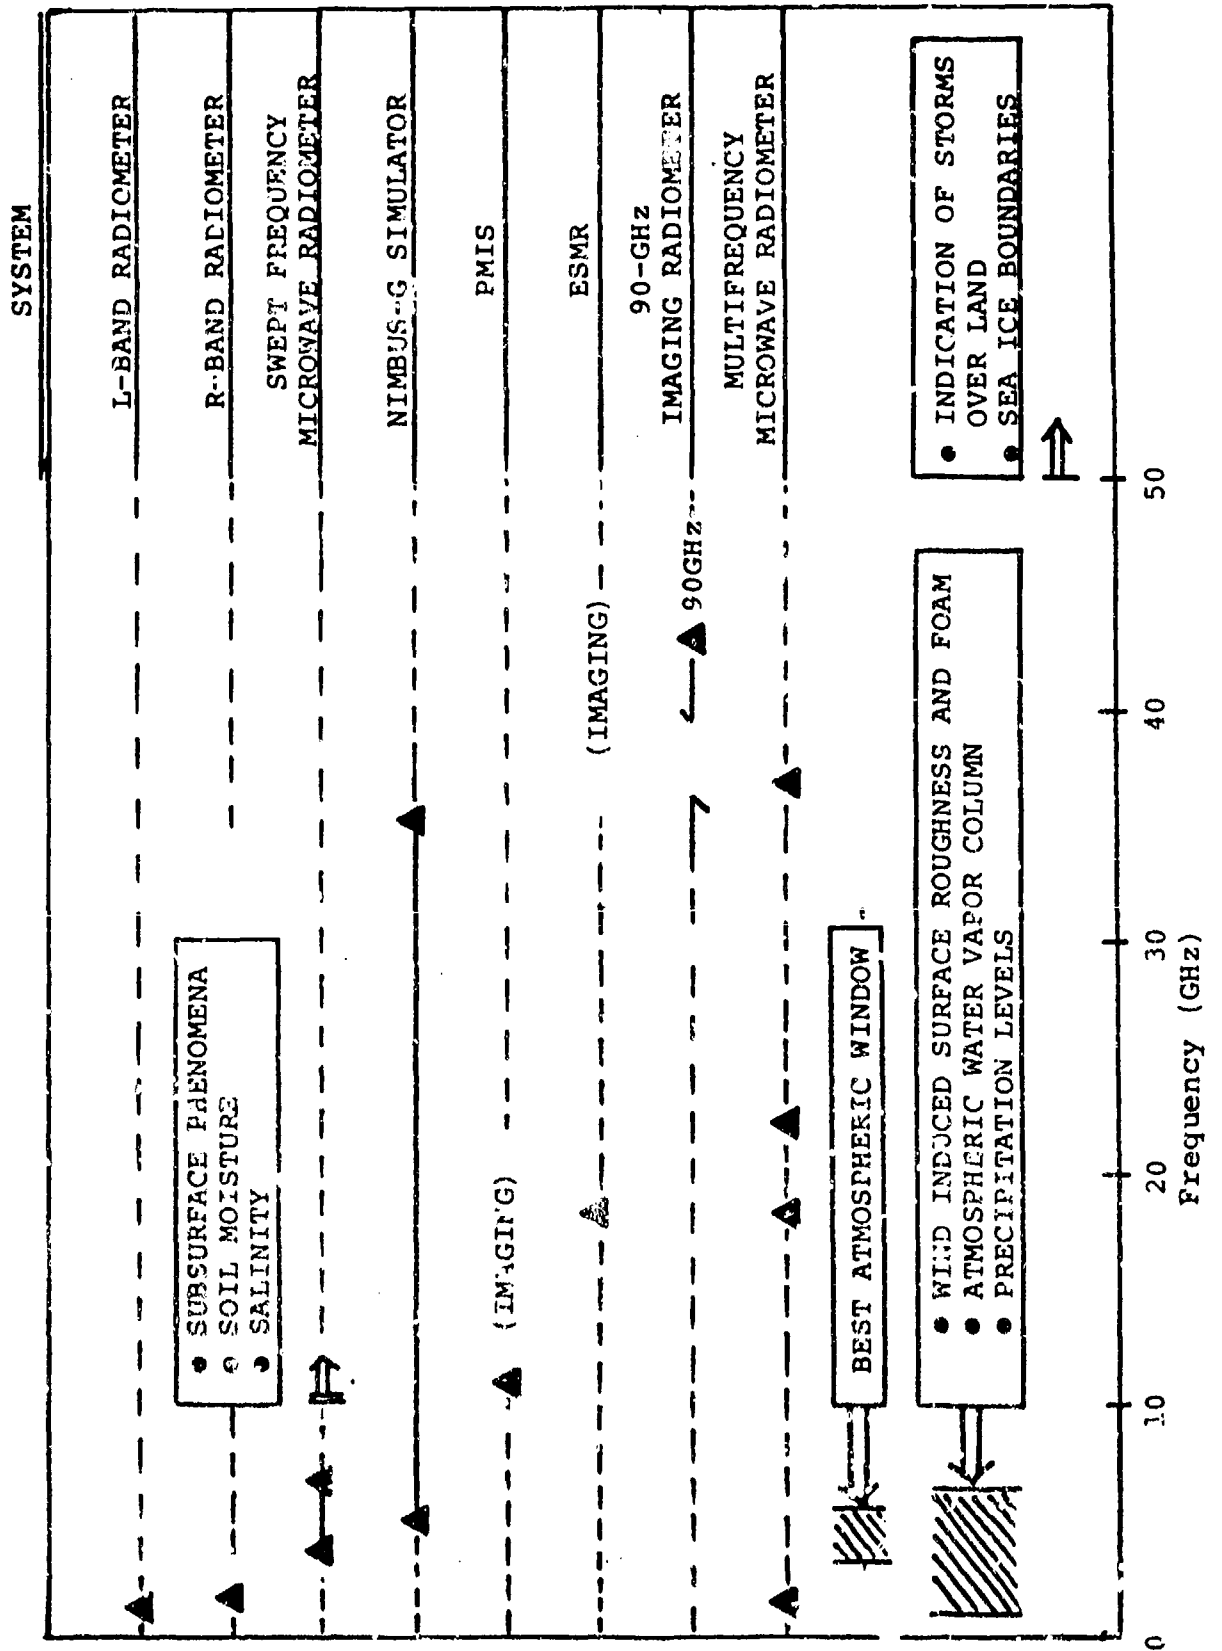 SYSTEM
L-BAND RADICMETER
R-BAND RADIOMETER
SWEPT FREQUENCY
MICROWAVE RADIOMETER
NIMBUS-G SIMULATOR
PMIS
ESMR
90-GHz
IMAGING RADIOMETER
MULTIFREQUENCY
MICROWAVE RADIOMETER
• SUBSURFACE PHENOMENA
• SOIL MOISTURE
• SALINITY
(IMAGING)
(IMAGING)
90GHz
BEST ATMOSPHERIC WINDOW
• WIND INDUCED SURFACE ROUGHNESS AND FOAM
• ATMOSPHERIC WATER VAPOR COLUMN
• PRECIPITATION LEVELS
• INDICATION OF STORMS
OVER LAND
• SEA ICE BOUNDARIES
0 10 20 30 40 50
Frequency (GHz)